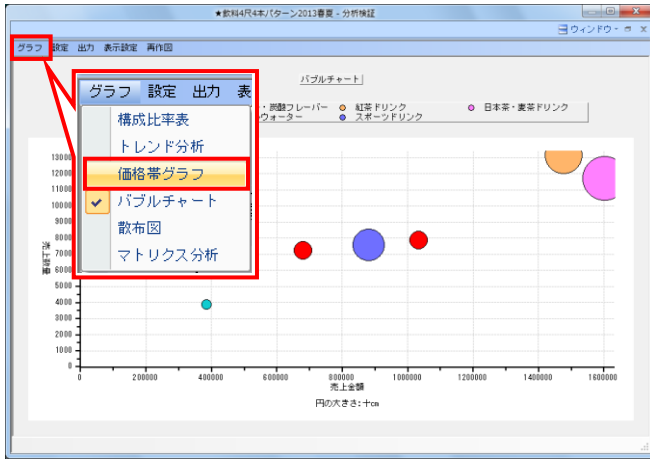 ★飲料4尺4本パターン2013春夏 - 分析検証
ウィンドウ
グラフ 設定 出力 表示設定 再作図
バブルチャート
グラフ 設定 出力 表
・炭酸フレーバー 紅茶ドリンク 日本茶・麦茶ドリンク
ウォーター スポーツドリンク
構成比率表
トレンド分析
価格帯グラフ
バブルチャート
散布図
マトリクス分析
売上数量
13000
12000
11000
10000
9000
8000
7000
6000
5000
4000
3000
2000
1000
0
0 200000 400000 600000 800000 1000000 1200000 1400000 1600000
売上金額
円の大きさ:十cm